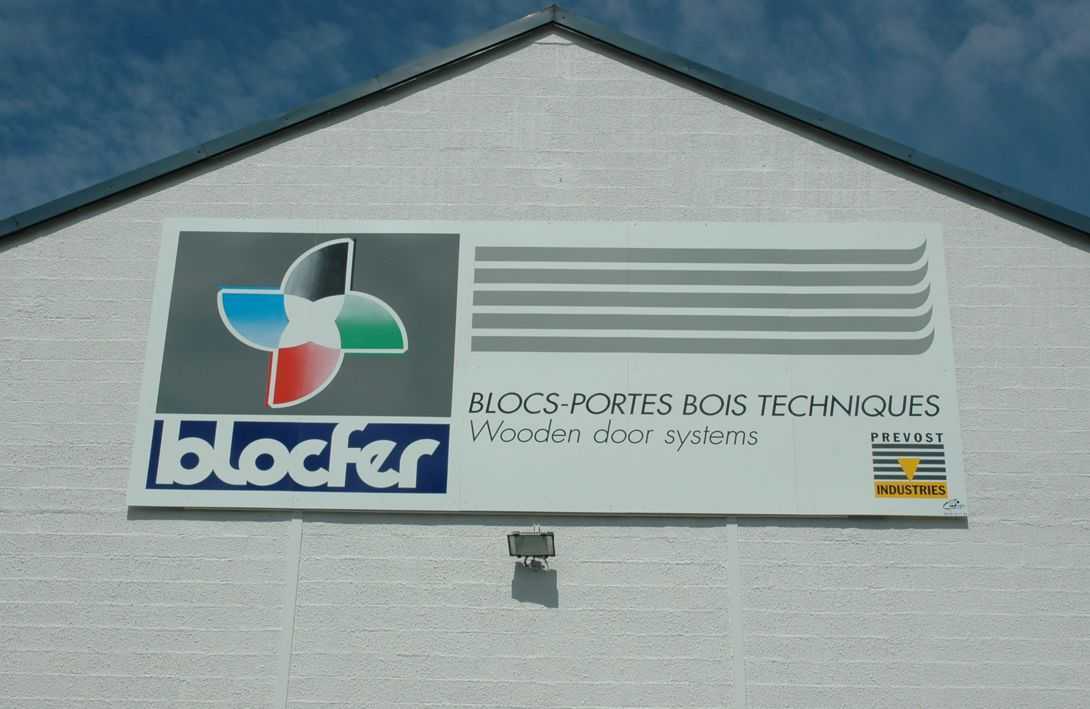 blocfer
BLOCS-PORTES BOIS TECHNIQUES
Wooden door systems
PREVOST
INDUSTRIES